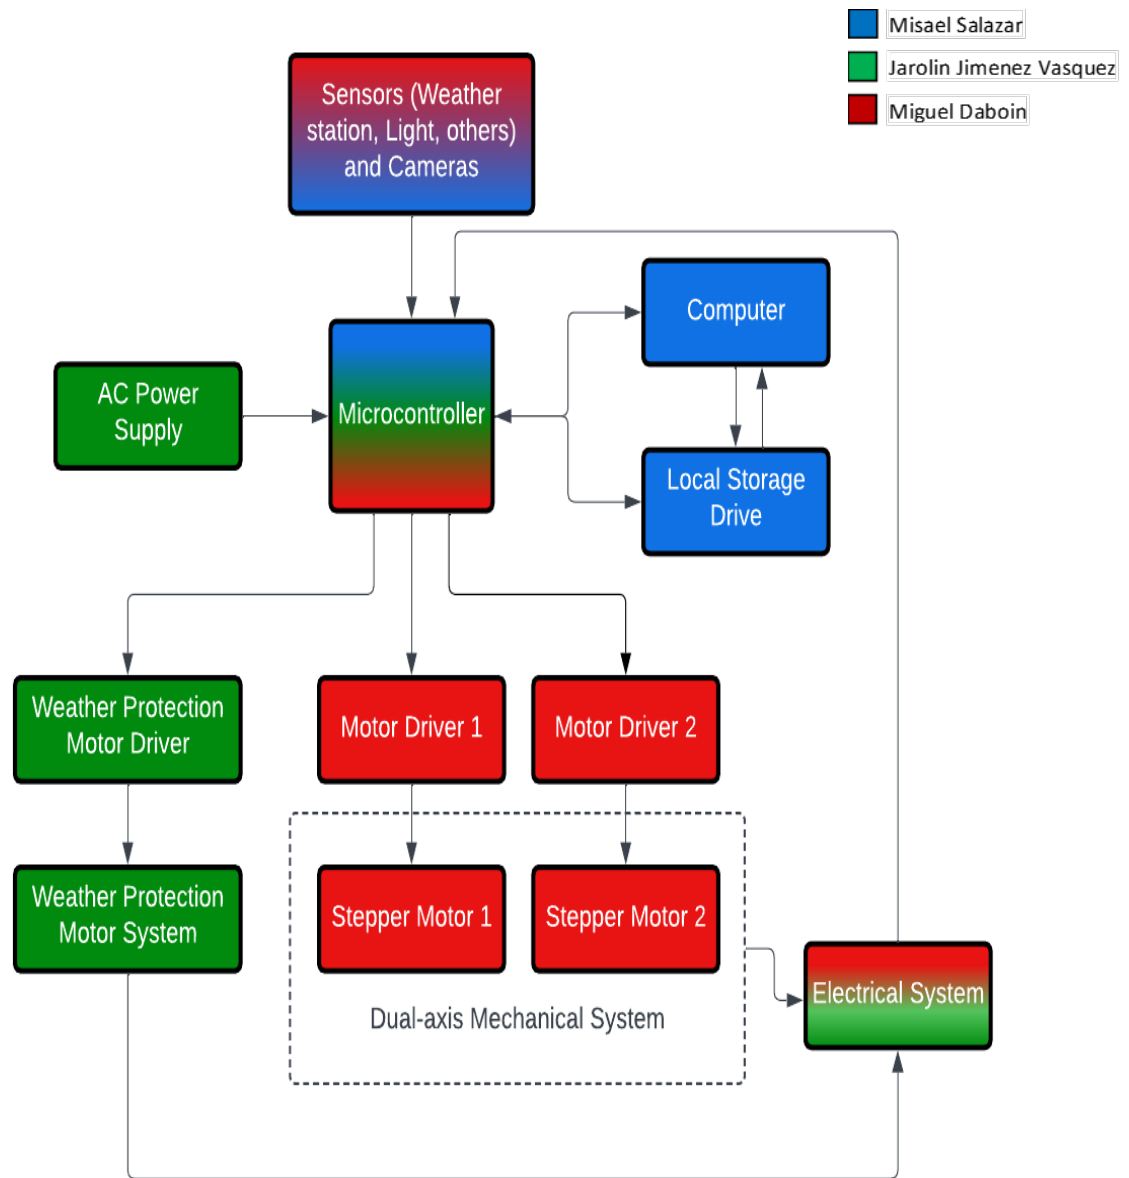 Misael Salazar
Jarolin Jimenez Vasquez
Miguel Daboin
Sensors (Weather
station, Light, others)
and Cameras
Computer
AC Power
Supply
Microcontroller
Local Storage
Drive
Weather Protection
Motor Driver
Motor Driver 1
Motor Driver 2
Weather Protection
Motor System
Stepper Motor 1
Stepper Motor 2
Electrical System
Dual-axis Mechanical System